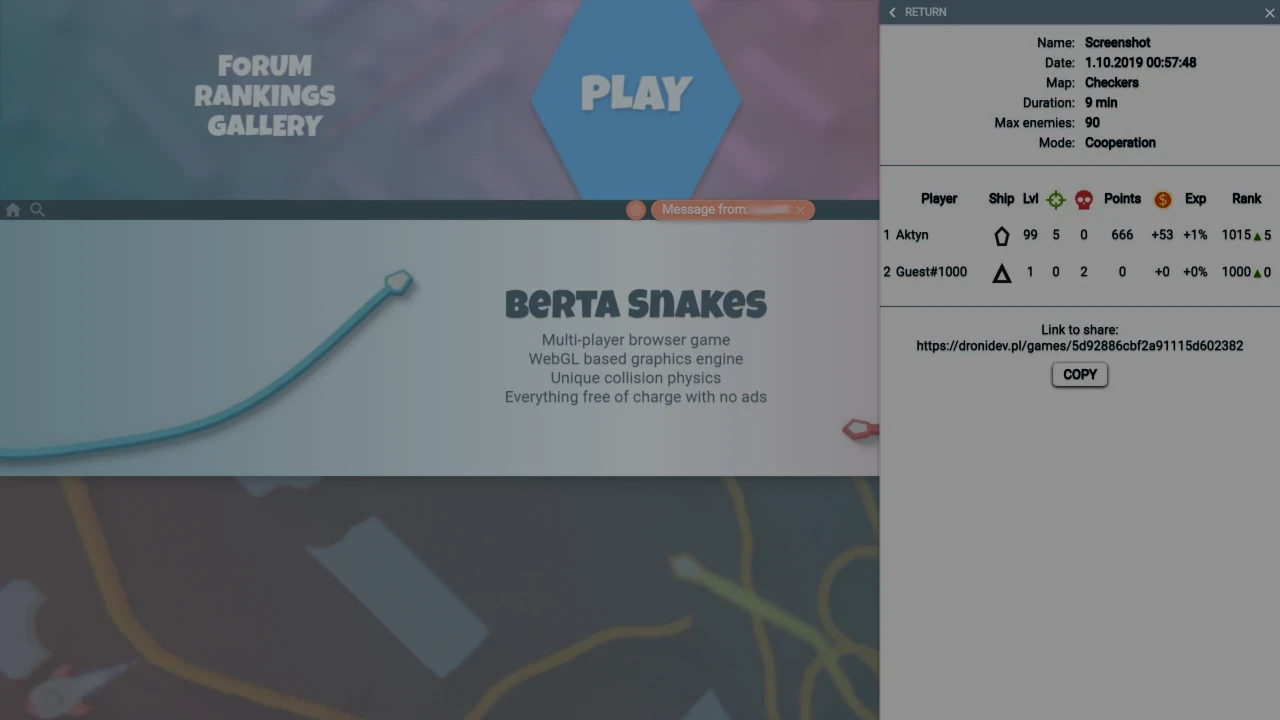 FORUM
RANKINGS
GALLERY
PLAY
Message from:
BERTA SNAKES
Multi-player browser game
WebGL based graphics engine
Unique collision physics
Everything free of charge with no ads
RETURN
Name: Screenshot
Date: 1.10.2019 00:57:48
Map: Checkers
Duration: 9 min
Max enemies: 90
Mode: Cooperation
Player Ship Lvl Points Exp Rank
1 Aktyn 99 5 0 666 +53 +1% 1015 5
2 Guest#1000 1 0 2 0 +0 +0% 1000 0
Link to share:
https://dronidev.pl/games/5d92886cbf2a91115d602382
COPY